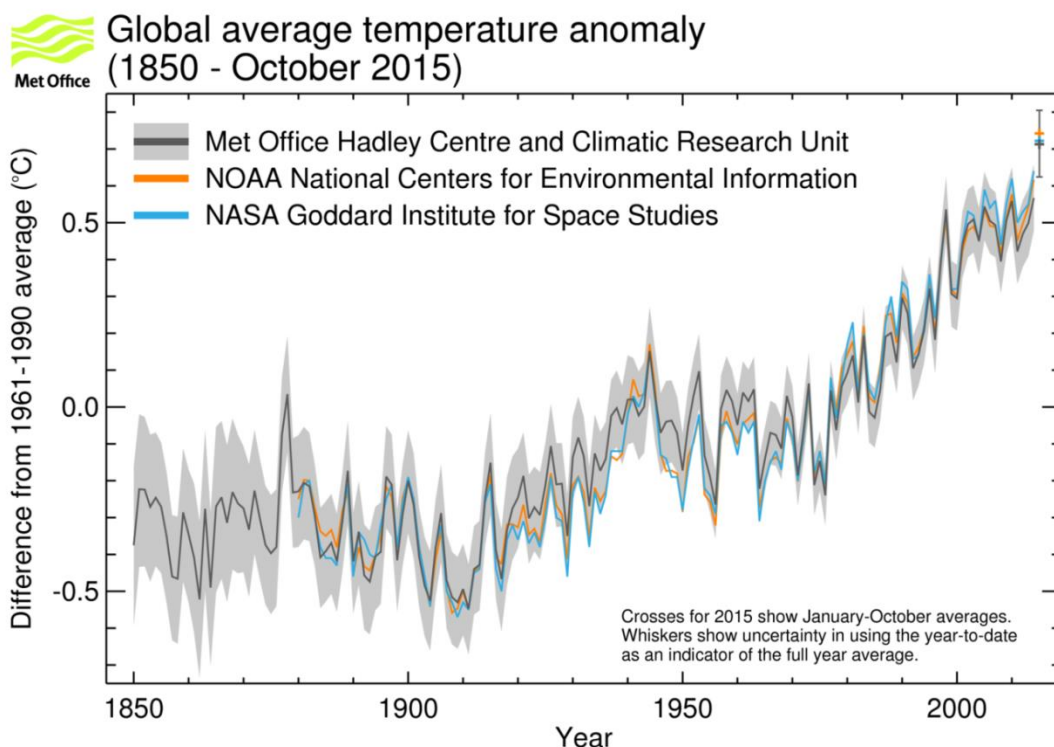 Met Office
Global average temperature anomaly
(1850 - October 2015)
Met Office Hadley Centre and Climatic Research Unit
NOAA National Centers for Environmental Information
NASA Goddard Institute for Space Studies
Difference from 1961-1990 average (°C)
0.5
0.0
-0.5
Crosses for 2015 show January-October averages.
Whiskers show uncertainty in using the year-to-date
as an indicator of the full year average.
1850
1900
1950
2000
Year